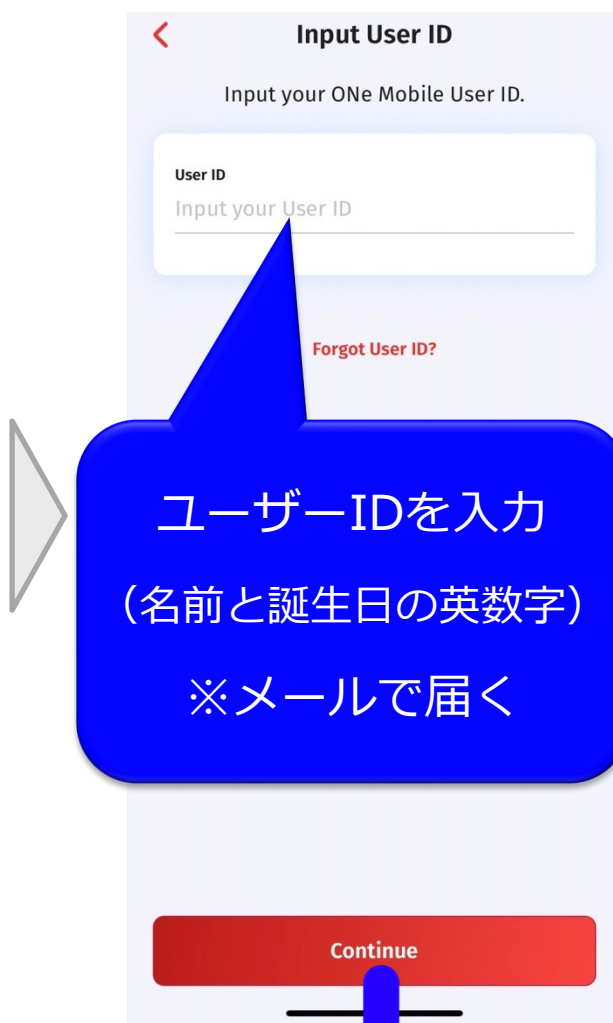 Input User ID
Input your ONe Mobile User ID.
User ID
Input your User ID
Forgot User ID?
ユーザーIDを入力
（名前と誕生日の英数字）
※メールで届く
Continue